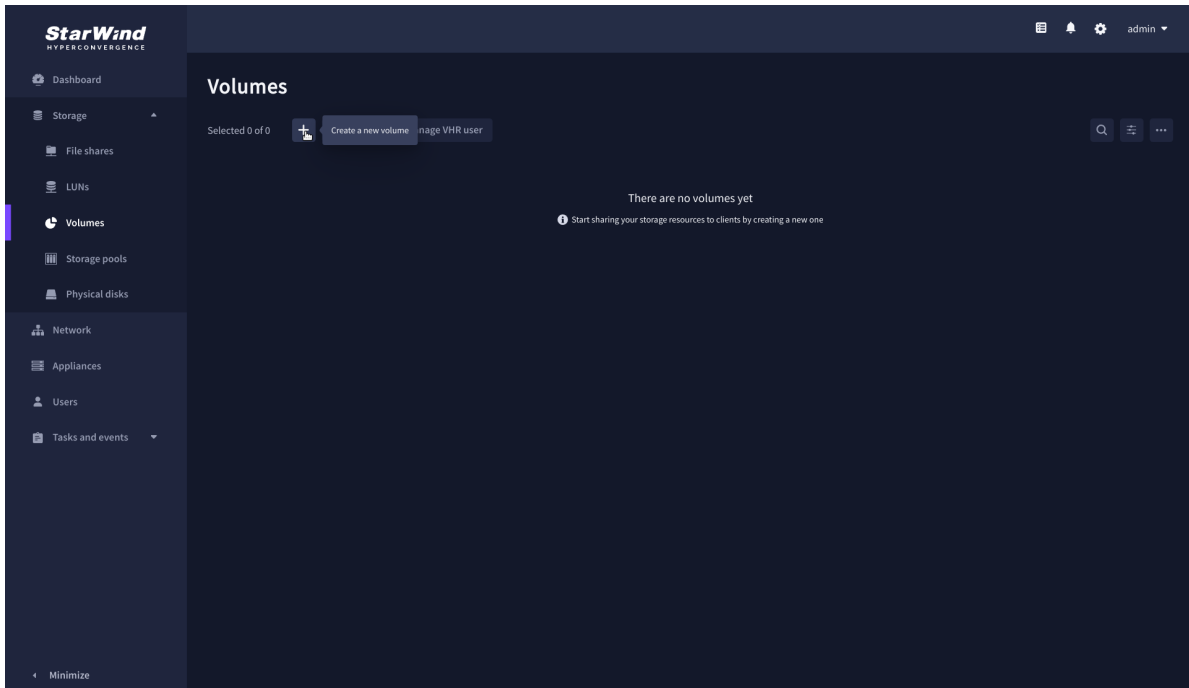 StarWind
HYPERCONVERGENCE
admin
Dashboard
Storage
File shares
LUNs
Volumes
Storage pools
Physical disks
Network
Appliances
Users
Tasks and events
Minimize
Volumes
Selected 0 of 0
Create a new volume
nage VHR user
There are no volumes yet
Start sharing your storage resources to clients by creating a new one